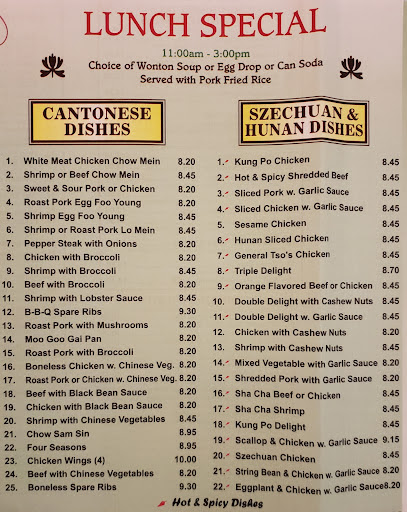 LUNCH SPECIAL
11:00am - 3:00pm
Choice of Wonton Soup or Egg Drop or Can Soda
Served with Pork Fried Rice
CANTONESE
DISHES
1. White Meat Chicken Chow Mein 8.20
2. Shrimp or Beef Chow Mein 8.45
3. Sweet & Sour Pork or Chicken 8.20
4. Roast Pork Egg Foo Young 8.45
5. Shrimp Egg Foo Young 8.45
6. Shrimp or Roast Pork Lo Mein 8.45
7. Pepper Steak with Onions 8.20
8. Chicken with Broccoli 8.20
9. Shrimp with Broccoli 8.45
10. Beef with Broccoli 8.20
11. Shrimp with Lobster Sauce 8.45
12. B-B-Q Spare Ribs 9.30
13. Roast Pork with Mushrooms 8.20
14. Moo Goo Gai Pan 8.20
15. Roast Pork with Broccoli 8.20
16. Boneless Chicken w. Chinese Veg. 8.20
17. Roast Pork or Chicken w. Chinese Veg. 8.20
18. Beef with Black Bean Sauce 8.20
19. Chicken with Black Bean Sauce 8.20
20. Shrimp with Chinese Vegetables 8.45
21. Chow Sam Sin 8.95
22. Four Seasons 8.95
23. Chicken Wings (4) 10.00
24. Beef with Chinese Vegetables 8.20
25. Boneless Spare Ribs 9.30
SZECHUAN &
HUNAN DISHES
1. Kung Po Chicken 8.45
2. Hot & Spicy Shredded Beef 8.45
3. Sliced Pork w. Garlic Sauce 8.45
4. Sliced Chicken w. Garlic Sauce 8.45
5. Sesame Chicken 8.45
6. Hunan Sliced Chicken 8.45
7. General Tso's Chicken 8.45
8. Triple Delight 8.70
9. Orange Flavored Beef or Chicken 8.45
10. Double Delight with Cashew Nuts 8.45
11. Double Delight w. Garlic Sauce 8.45
12. Chicken with Cashew Nuts 8.20
13. Shrimp with Cashew Nuts 8.45
14. Mixed Vegetable with Garlic Sauce 8.20
15. Shredded Pork with Garlic Sauce 8.20
16. Sha Cha Beef or Chicken 8.45
17. Sha Cha Shrimp 8.45
18. Kung Po Delight 8.45
19. Scallop & Chicken w. Garlic Sauce 9.15
20. Szechuan Chicken 8.45
21. String Bean & Chicken w. Garlic Sauce 8.20
22. Eggplant & Chicken w. Garlic Sauce 8.20
Hot & Spicy Dishes